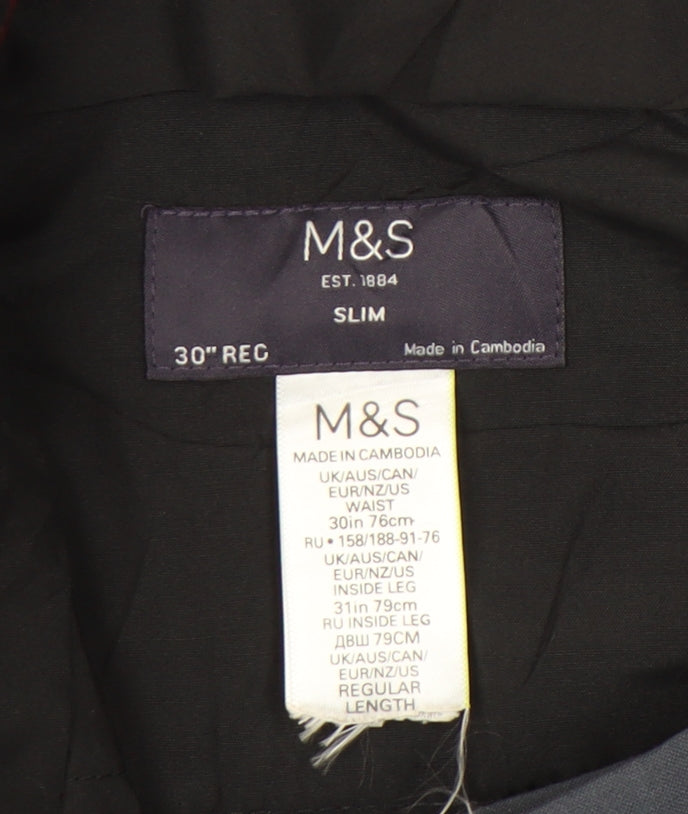 M&S
EST. 1884
SLIM
30" REG
Made in Cambodia
M&S
MADE IN CAMBODIA
UK/AUS/CAN/
EUR/NZ/US
WAIST
30in 76cm
RU • 158/188-91-76
UK/AUS/CAN/
EUR/NZ/US
INSIDE LEG
31in 79cm
RU INSIDE LEG
ДВШ 79CM
UK/AUS/CAN/
EUR/NZ/US
REGULAR
LENGTH